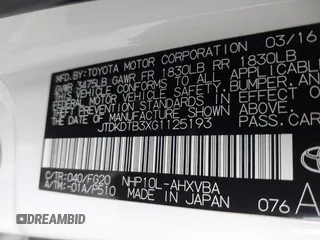 MFD.BY:TOYOTA MOTOR CORPORATION 03/16
GVWR 3475LB GAWR FR 1830LB RR 1830LB
THIS VEHICLE CONFORMS TO ALL APPLICABLE
FEDERAL MOTOR VEHICLE SAFETY, BUMPER, AND
THEFT PREVENTION STANDARDS IN EFFECT ON
THE DATE OF MANUFACTURE SHOWN ABOVE.
JTDKDTB3XG1125193 PASS
C/TR:040/FG20
A/TM:-01A/P510 NHP10L-AHXVBA
MADE IN JAPAN 076 A
DREAMBID